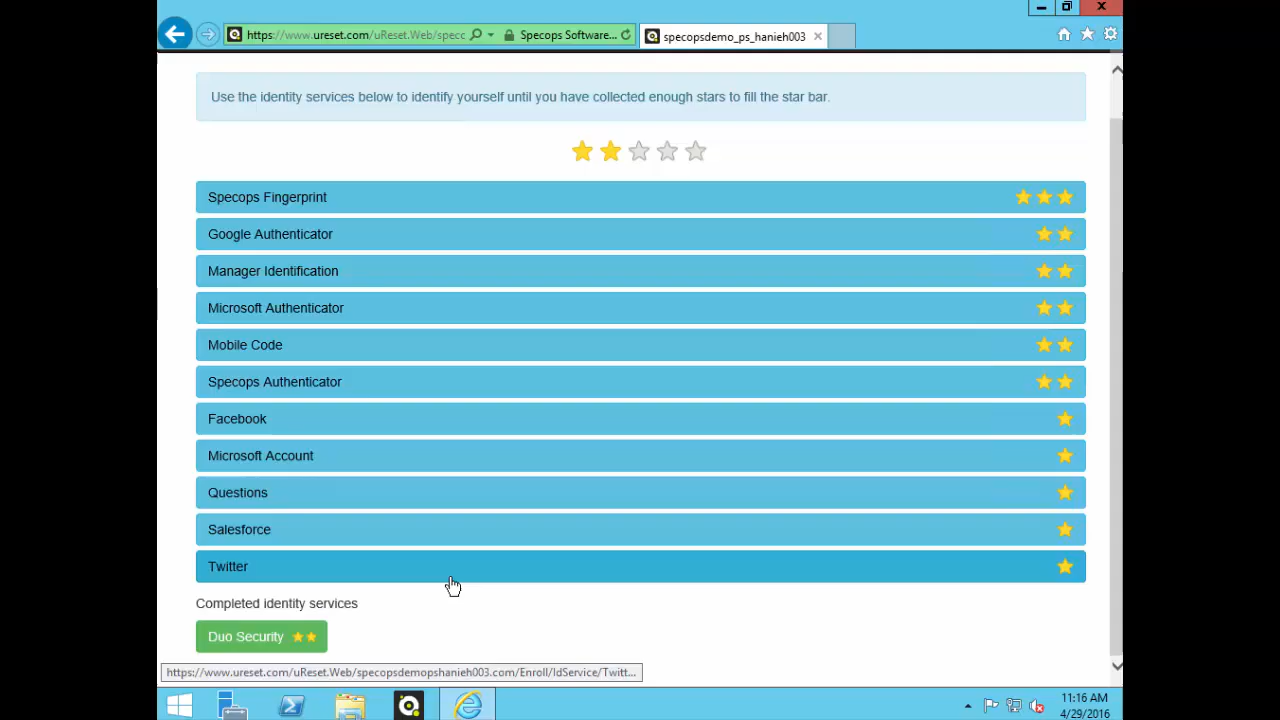 https://www.ureset.com/uReset.Web/specc
Specops Software...
specopsdemo_ps_hanieh003
Use the identity services below to identify yourself until you have collected enough stars to fill the star bar.
Specops Fingerprint
Google Authenticator
Manager Identification
Microsoft Authenticator
Mobile Code
Specops Authenticator
Facebook
Microsoft Account
Questions
Salesforce
Twitter
Completed identity services
Duo Security
https://www.ureset.com/uReset.Web/specopsdemopshanieh003.com/Enroll/IdService/Twitt...
11:16 AM
4/29/2016